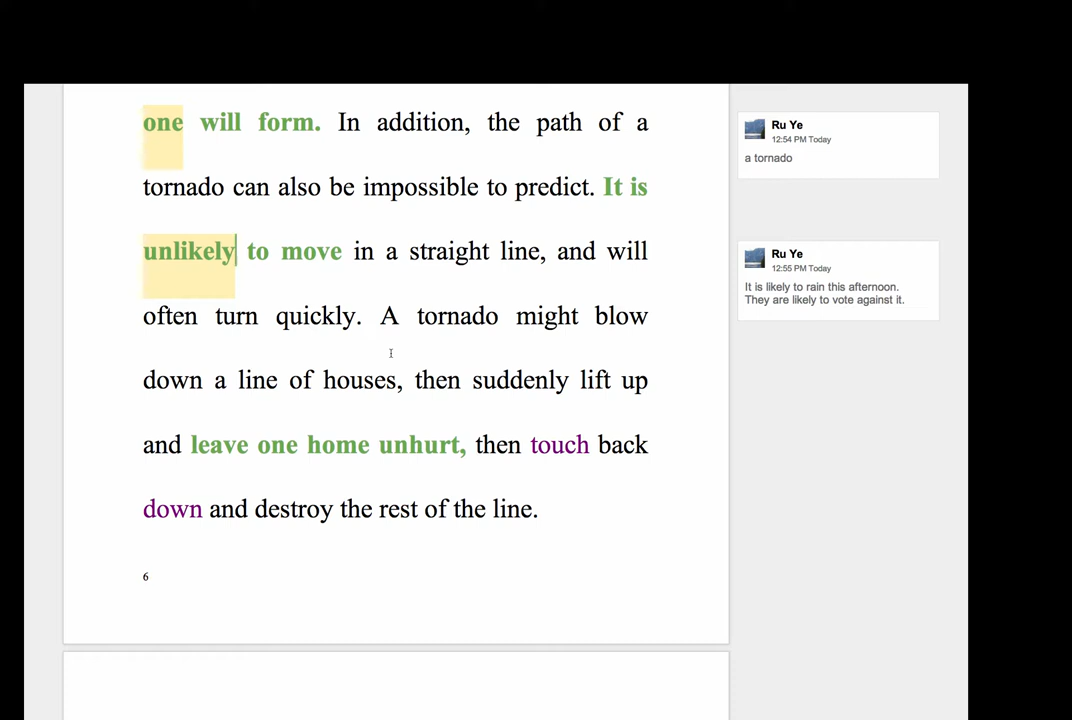 one will form. In addition, the path of a
tornado can also be impossible to predict. It is
unlikely to move in a straight line, and will
often turn quickly. A tornado might blow
down a line of houses, then suddenly lift up
and leave one home unhurt, then touch back
down and destroy the rest of the line.
6
Ru Ye
12:54 PM Today
a tornado
Ru Ye
12:55 PM Today
It is likely to rain this afternoon.
They are likely to vote against it.